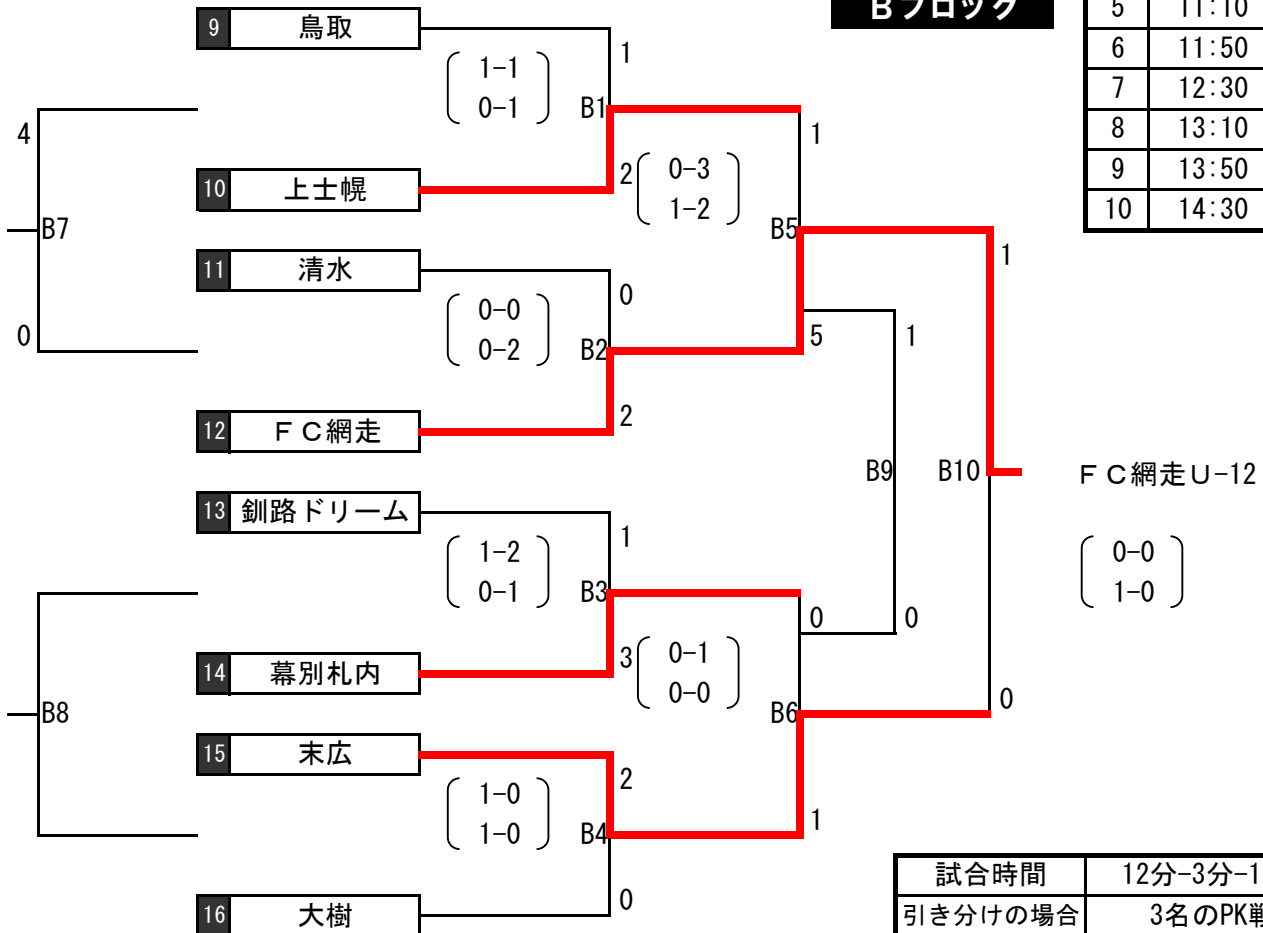 Bブロック
5 11:10
6 11:50
7 12:30
8 13:10
9 13:50
10 14:30
9 鳥取
1
1-1
0-1
B1
4
1
10 上士幌
2
0-3
1-2
B7
B5
11 清水
1
0
0-0
0-2
B2
0
5
1
12 FC網走
2
B9
B10
FC網走U-12
0-0
1-0
13 釧路ドリーム
1
1-2
0-1
B3
0
0
14 幕別札内
3
0-1
0-0
B8
B6
0
15 末広
2
1-0
1-0
B4
1
16 大樹
0
試合時間 12分-3分-1
引き分けの場合 3名のPK